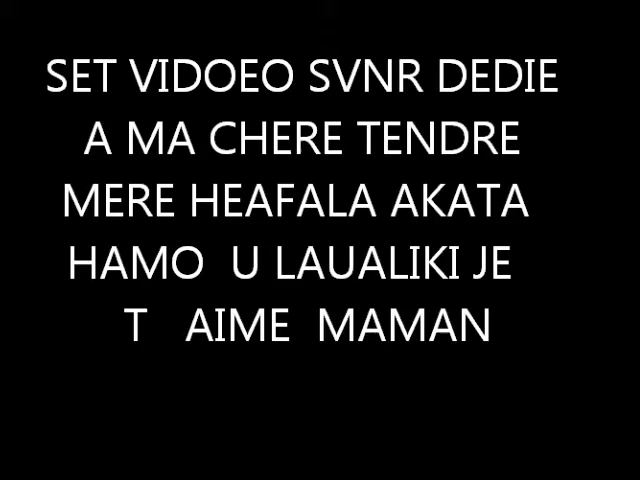 SET VIDOEO SVNR DEDIE
A MA CHERE TENDRE
MERE HEAFALA AKATA
HAMO U LAUALIKI JE
T AIME MAMAN